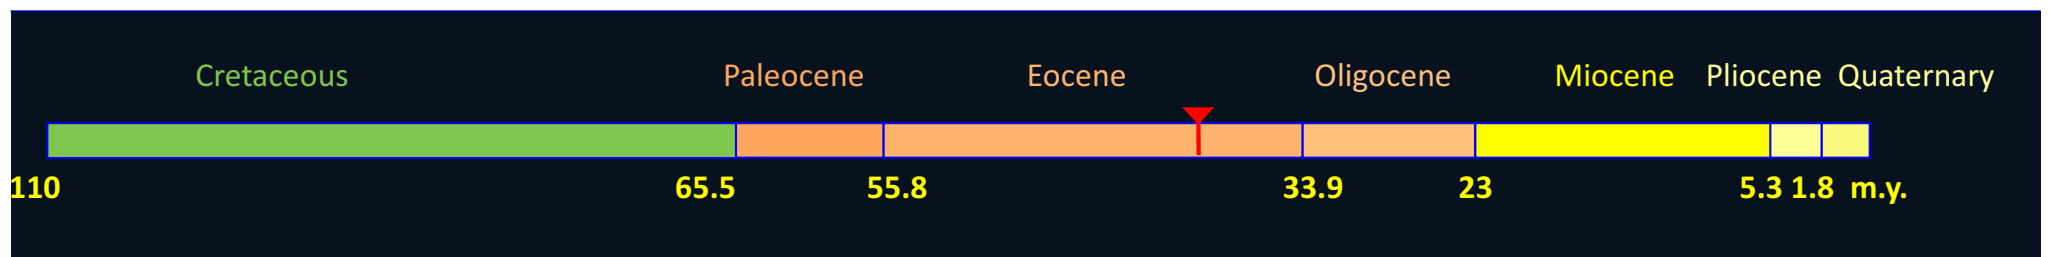 Cretaceous Paleocene Eocene Oligocene Miocene Pliocene Quaternary
110 65.5 55.8 33.9 23 5.3 1.8 m.y.